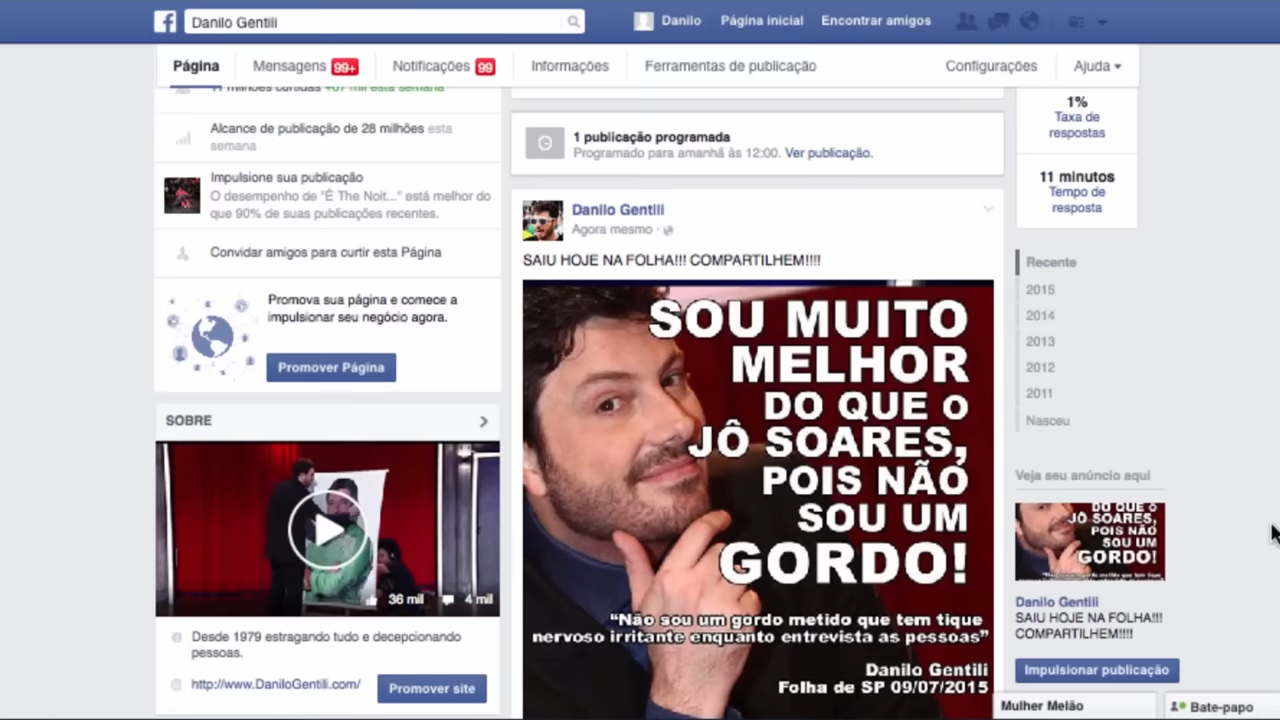 Danilo Gentili
Danilo
Página inicial
Encontrar amigos
Página
Mensagens 99+
Notificações 99
Informações
Ferramentas de publicação
Configurações
Ajuda
milhões curtidas +67 mil esta semana
Alcance de publicação de 28 milhões esta
semana
Impulsione sua publicação
O desempenho de "É The Noit..." está melhor do
que 90% de suas publicações recentes.
Convidar amigos para curtir esta Página
Promova sua página e comece a
impulsionar seu negócio agora.
Promover Página
SOBRE
36 mil
4 mil
Desde 1979 estragando tudo e decepcionando
pessoas.
http://www.DaniloGentili.com/
Promover site
1 publicação programada
Programado para amanhã às 12:00. Ver publicação.
Danilo Gentili
Agora mesmo ·
SAIU HOJE NA FOLHA!!! COMPARTILHEM!!!!
SOU MUITO
MELHOR
DO QUE o
JÔ SOARES,
POIS NÃO
SOU UM
GORDO!
“Não sou um gordo metido que tem tique
nervoso irritante enquanto entrevista as pessoas”
Danilo Gentili
Folha de SP 09/07/2015
1%
Taxa de
respostas
11 minutos
Tempo de
resposta
Recente
2015
2014
2013
2012
2011
Nasceu
Veja seu anúncio aqui
DO QUE o
JÔ SOARES,
POIS NÃO
SOU UM
GORDO!
Danilo Gentili
SAIU HOJE NA FOLHA!!!
COMPARTILHEM!!!!
Impulsionar publicação
Mulher Melão
Bate-papo